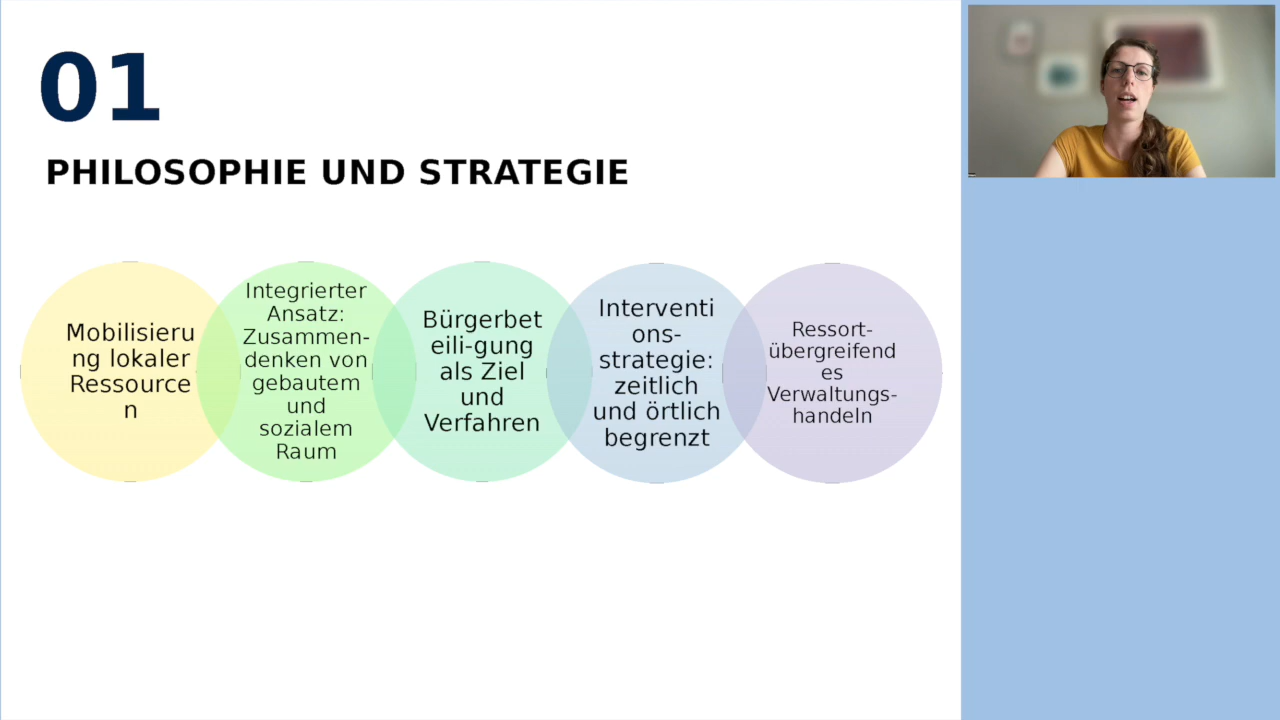 01
PHILOSOPHIE UND STRATEGIE
Mobilisieru
ng lokaler
Ressource
n
Integrierter
Ansatz:
Zusammen-
denken von
gebautem
und
sozialem
Raum
Bürgerbet
eili-gung
als Ziel
und
Verfahren
Interventi
ons-
strategie:
zeitlich
und örtlich
begrenzt
Ressort-
übergreifend
es
Verwaltungs-
handeln